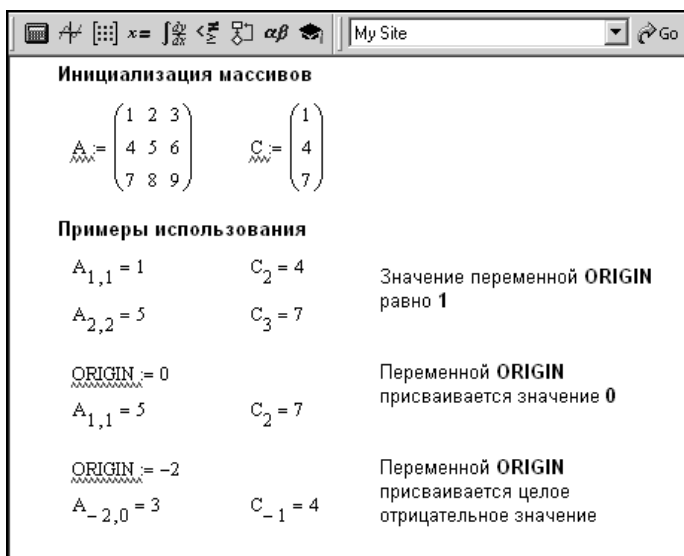 x= ∫dy/dx <≠≥ αβ My Site Go
Инициализация массивов
A := (1 2 3
4 5 6
7 8 9)
C := (1
4
7)
Примеры использования
A1,1 = 1 C2 = 4
A2,2 = 5 C3 = 7
Значение переменной ORIGIN
равно 1
ORIGIN := 0
A1,1 = 5 C2 = 7
Переменной ORIGIN
присваивается значение 0
ORIGIN := −2
A−2,0 = 3 C−1 = 4
Переменной ORIGIN
присваивается целое
отрицательное значение